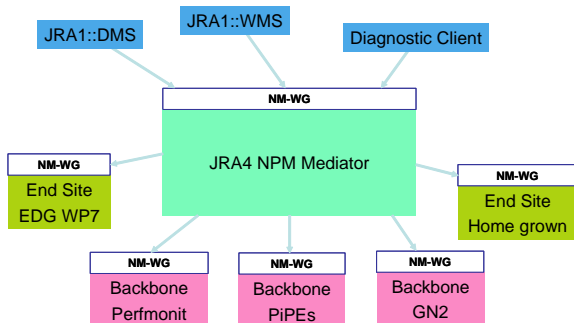 JRA1::DMS
JRA1::WMS
Diagnostic Client
NM-WG
JRA4 NPM Mediator
NM-WG
End Site
EDG WP7
NM-WG
End Site
Home grown
NM-WG
Backbone
Perfmonit
NM-WG
Backbone
PiPEs
NM-WG
Backbone
GN2